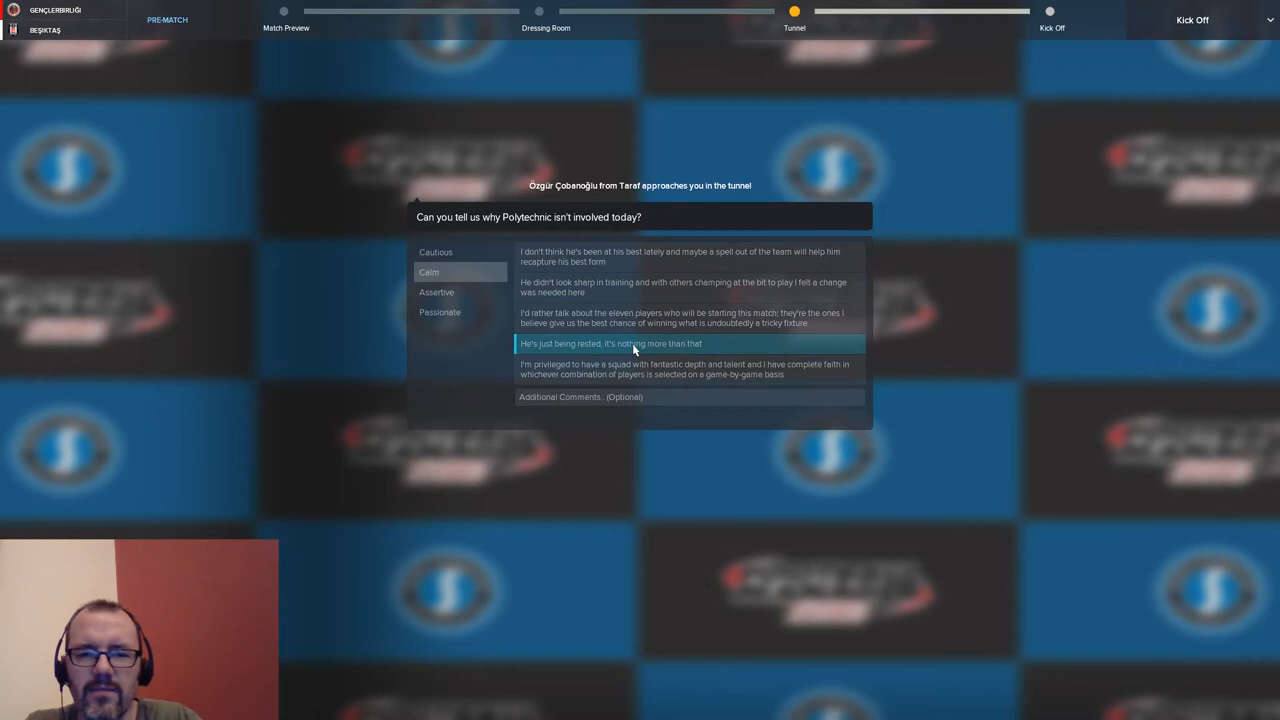 GENÇLERBIRLIĞI
BEŞIKTAŞ
PRE-MATCH
Match Preview
Dressing Room
Tunnel
Kick Off
Kick Off
Özgür Çobanoğlu from Taraf approaches you in the tunnel
Can you tell us why Polytechnic isn't involved today?
Cautious
Calm
Assertive
Passionate
I don't think he's been at his best lately and maybe a spell out of the team will help him
recapture his best form
He didn't look sharp in training and with others champing at the bit to play I felt a change
was needed here
I'd rather talk about the eleven players who will be starting this match; they're the ones I
believe give us the best chance of winning what is undoubtedly a tricky fixture
He's just being rested, it's nothing more than that
I'm privileged to have a squad with fantastic depth and talent and I have complete faith in
whichever combination of players is selected on a game-by-game basis
Additional Comments.. (Optional)